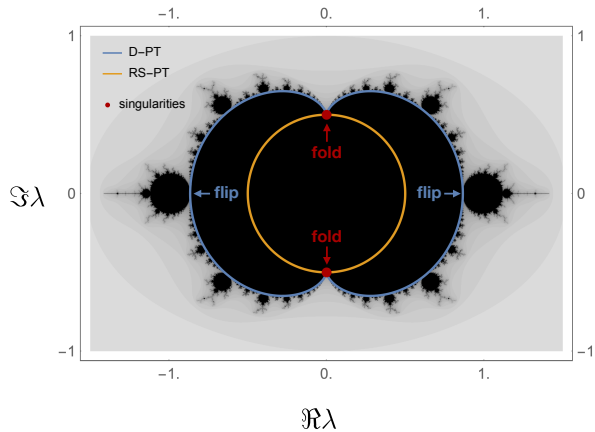 −1. 0. 1.
1 1
D−PT
RS−PT
singularities
fold
ℑλ 0 flip flip 0
fold
−1 −1
−1. 0. 1.
ℜλ